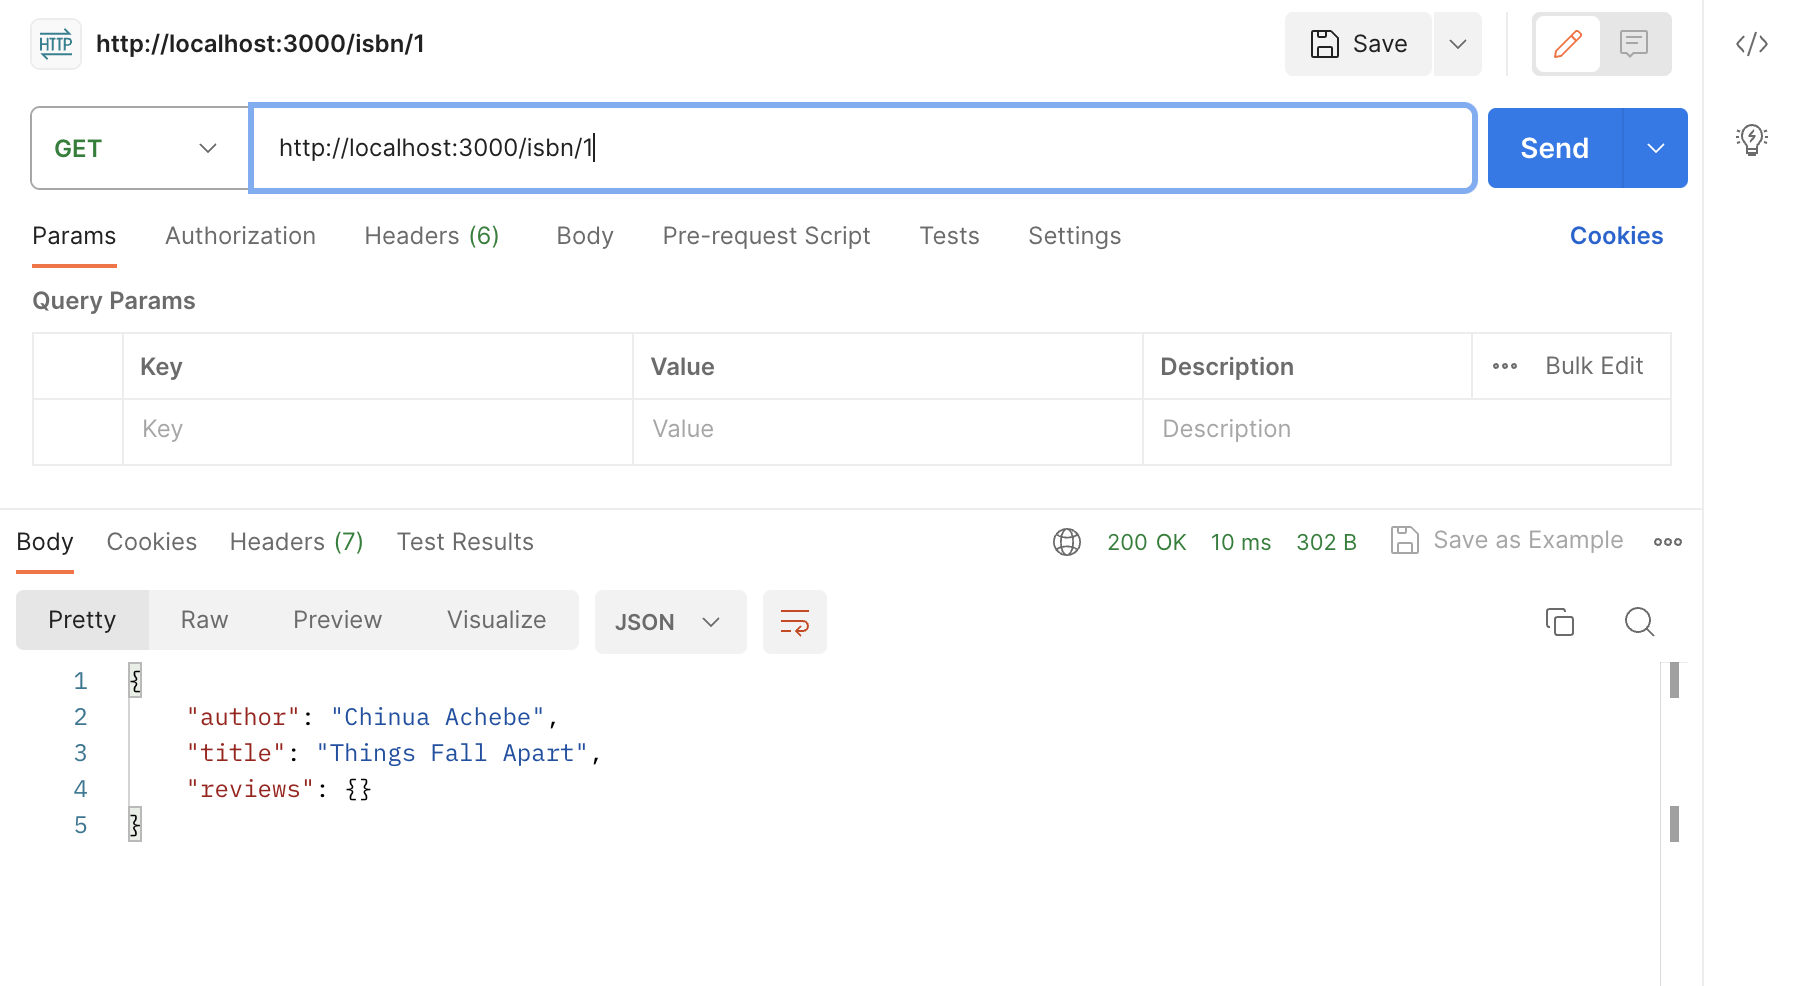 HTTP http://localhost:3000/isbn/1 Save
GET http://localhost:3000/isbn/1 Send
Params Authorization Headers (6) Body Pre-request Script Tests Settings Cookies
Query Params
Key Value Description Bulk Edit
Key Value Description
Body Cookies Headers (7) Test Results 200 OK 10 ms 302 B Save as Example
Pretty Raw Preview Visualize JSON
1 {
2 "author": "Chinua Achebe",
3 "title": "Things Fall Apart",
4 "reviews": {}
5 }